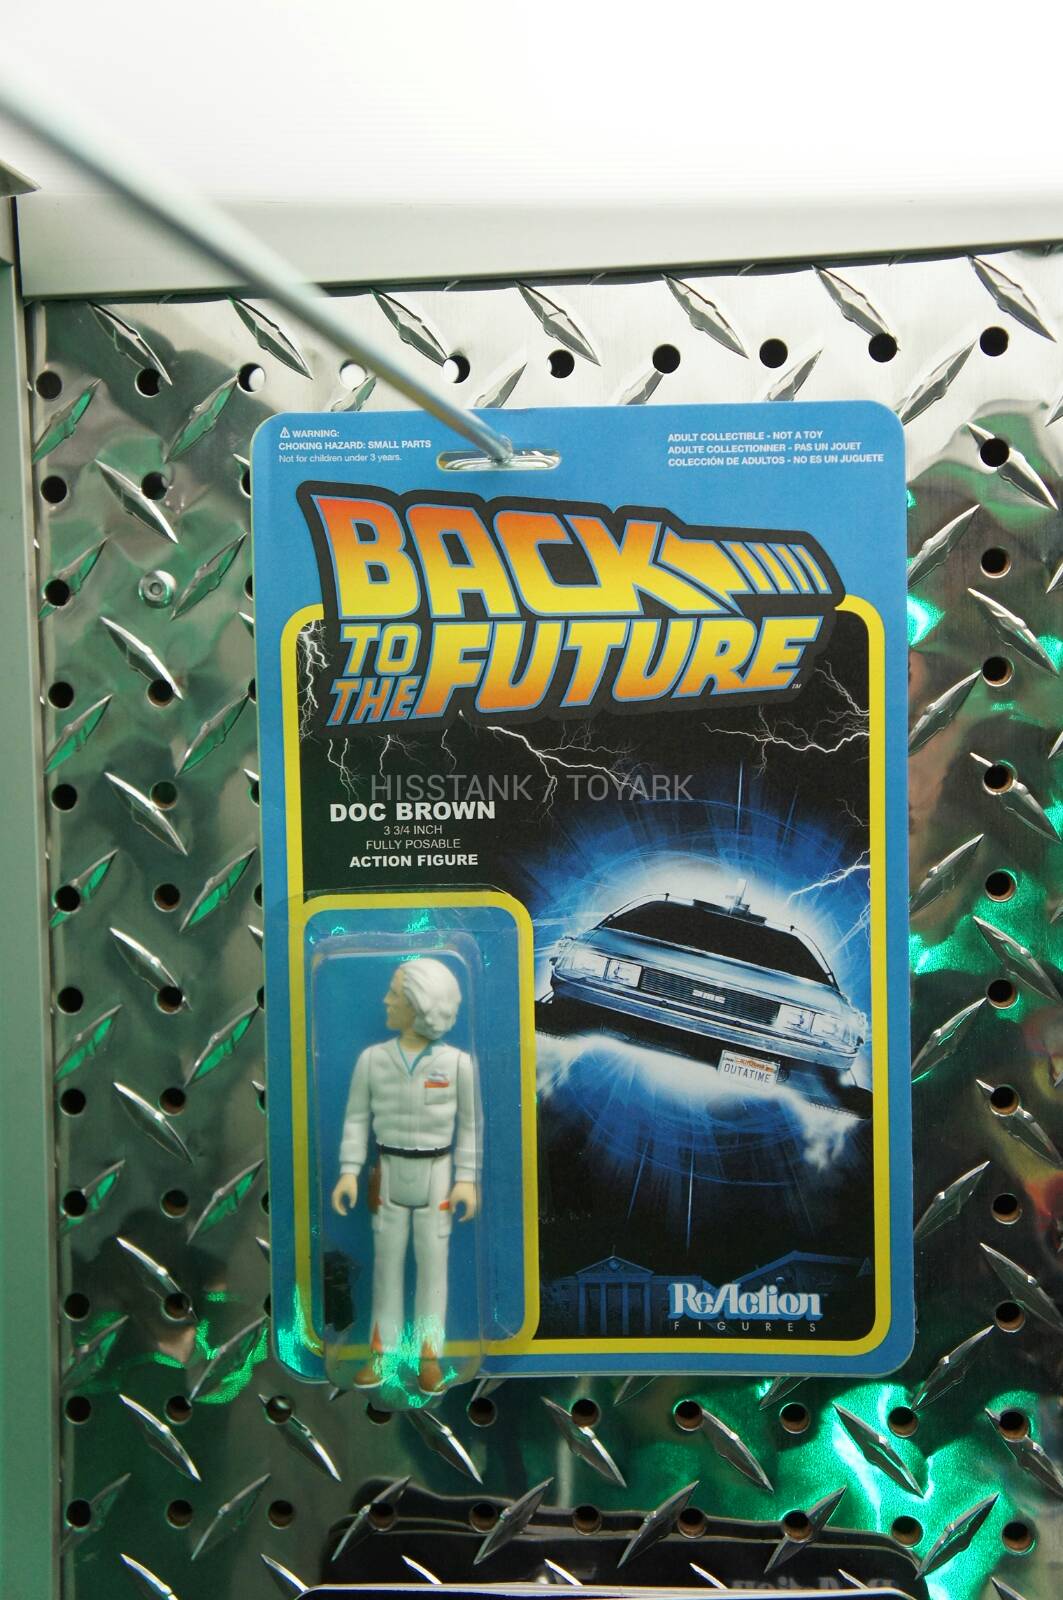 ⚠ WARNING:
CHOKING HAZARD: SMALL PARTS
Not for children under 3 years.
ADULT COLLECTIBLE - NOT A TOY
ADULTE COLLECTIONNER - PAS UN JOUET
COLECCIÓN DE ADULTOS - NO ES UN JUGUETE
BACK
TO THE FUTURE™
HISSTANK / TOYARK
DOC BROWN
3 3/4 INCH
FULLY POSABLE
ACTION FIGURE
OUTATIME
ReAction
FIGURES